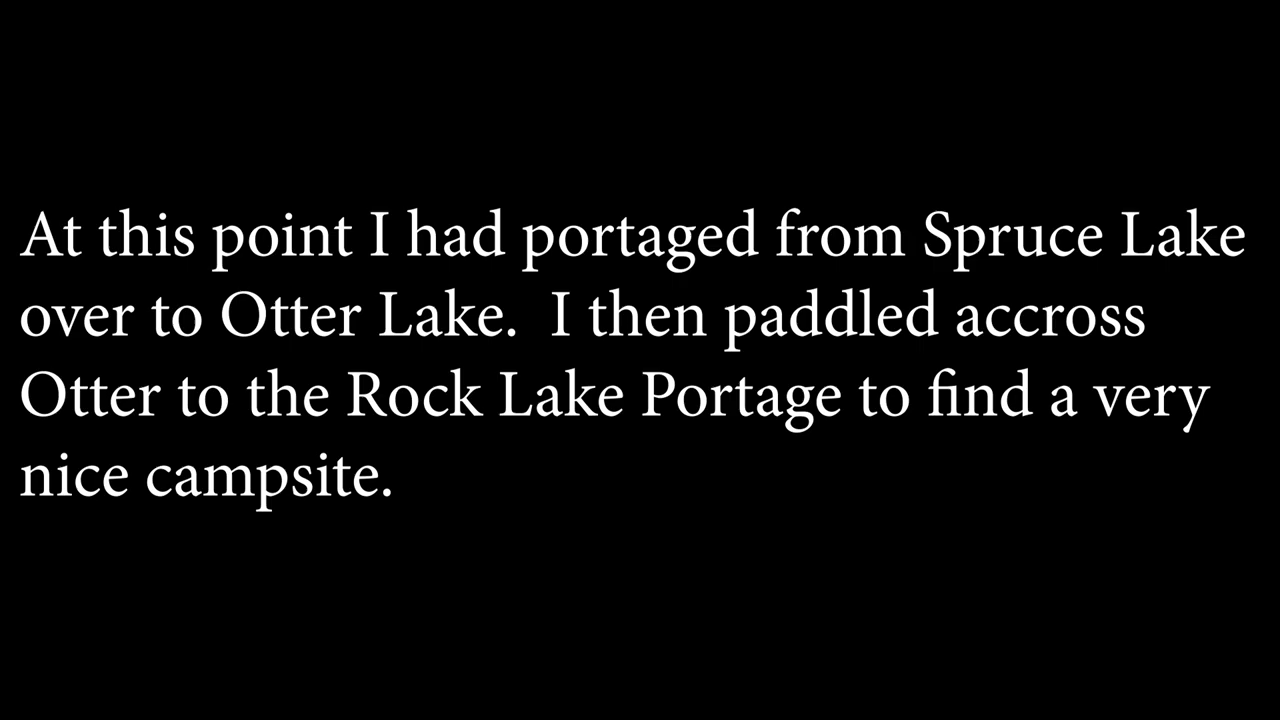 At this point I had portaged from Spruce Lake
over to Otter Lake.  I then paddled accross
Otter to the Rock Lake Portage to find a very
nice campsite.